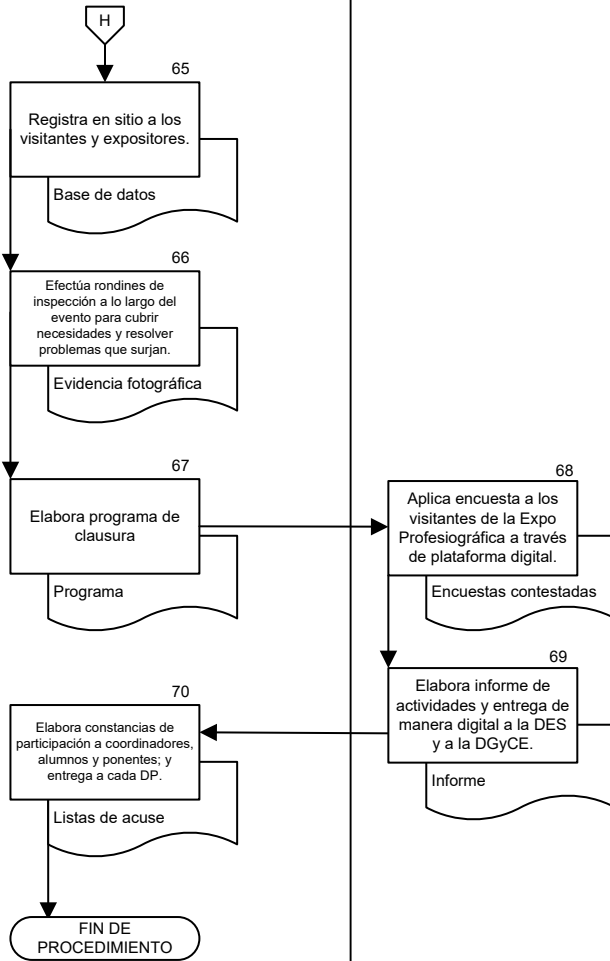 H
65
Registra en sitio a los
visitantes y expositores.
Base de datos
66
Efectúa rondines de
inspección a lo largo del
evento para cubrir
necesidades y resolver
problemas que surjan.
Evidencia fotográfica
67
Elabora programa de
clausura
Programa
68
Aplica encuesta a los
visitantes de la Expo
Profesiográfica a través
de plataforma digital.
Encuestas contestadas
69
Elabora informe de
actividades y entrega de
manera digital a la DES
y a la DGyCE.
Informe
70
Elabora constancias de
participación a coordinadores,
alumnos y ponentes; y
entrega a cada DP.
Listas de acuse
FIN DE
PROCEDIMIENTO